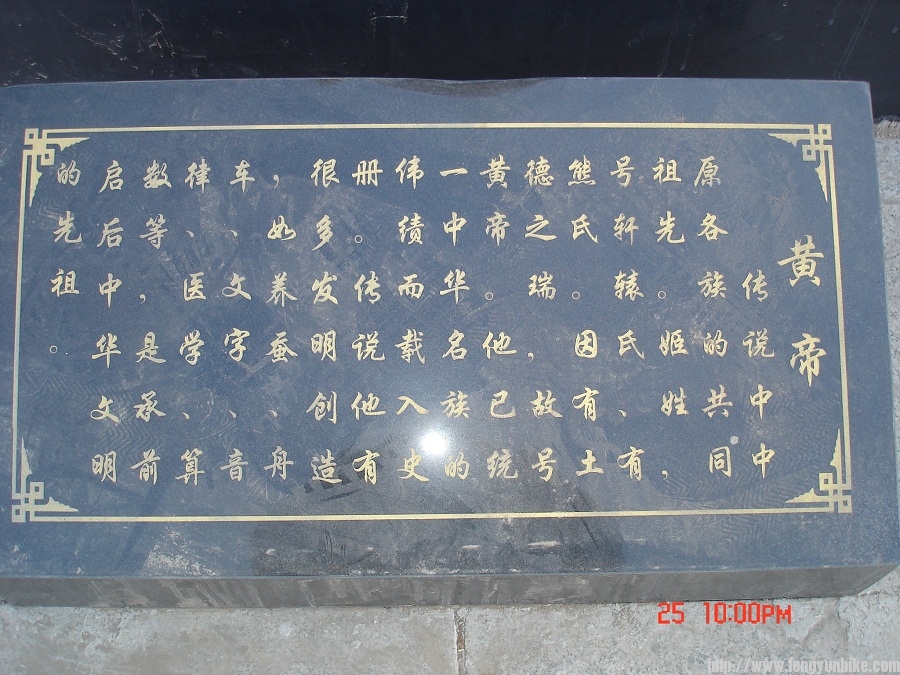 黄帝
传说中中
原各族的共同
祖先。姬姓，
号轩辕氏、有
熊氏。因有土
德之瑞，故号
黄帝。他已统
一中华名族的
伟绩而载入史
册。传说他有
很多发明创造
，如养蚕、舟
车、文字、音
律、医学、算
数等，是承前
启后中华文明
的先祖。
25 10:00PM
http://www.fengyunbike.com